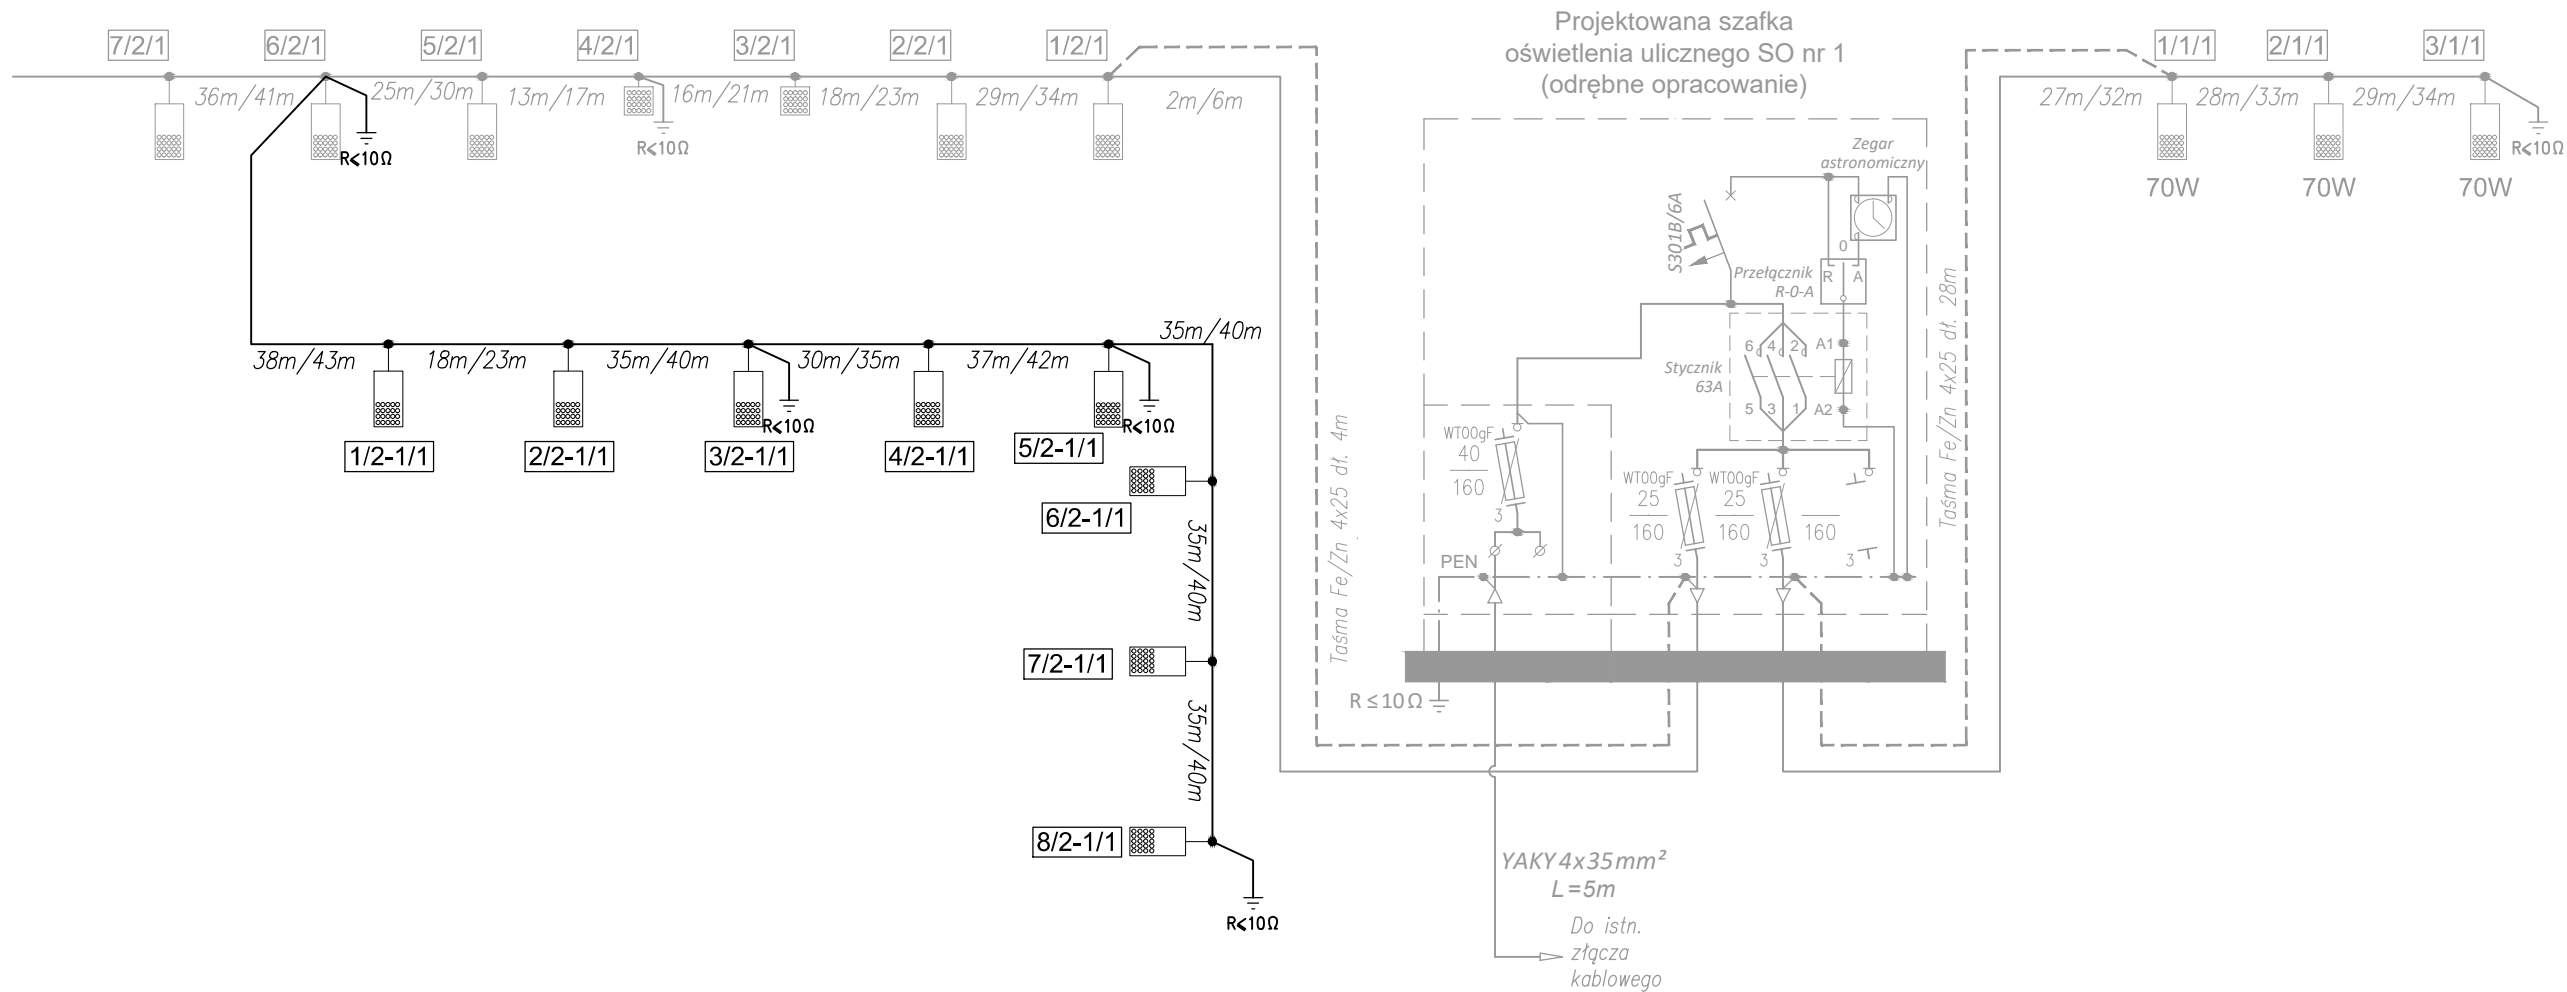 Projektowana szafka
oświetlenia ulicznego SO nr 1
(odrębne opracowanie)
7/2/1
6/2/1
5/2/1
4/2/1
3/2/1
2/2/1
1/2/1
1/1/1
2/1/1
3/1/1
36m/41m
25m/30m
13m/17m
16m/21m
18m/23m
29m/34m
2m/6m
27m/32m
28m/33m
29m/34m
R⩽10Ω
R⩽10Ω
R⩽10Ω
70W
70W
70W
Zegar
astronomiczny
S301B/6A
0
Przełącznik
R-0-A
R
A
Stycznik
63A
6
4
2
A1
5
3
1
A2
38m/43m
18m/23m
35m/40m
30m/35m
37m/42m
35m/40m
R⩽10Ω
R⩽10Ω
1/2-1/1
2/2-1/1
3/2-1/1
4/2-1/1
5/2-1/1
6/2-1/1
35m/40m
7/2-1/1
35m/40m
8/2-1/1
R⩽10Ω
Taśma Fe/Zn 4x25 dł. 4m
Taśma Fe/Zn 4x25 dł. 28m
WT00gF
40
160
3
WT00gF
25
160
3
WT00gF
25
160
3
160
3
PEN
R ≤ 10 Ω
YAKY 4x35mm²
L=5m
Do istn.
złącza
kablowego